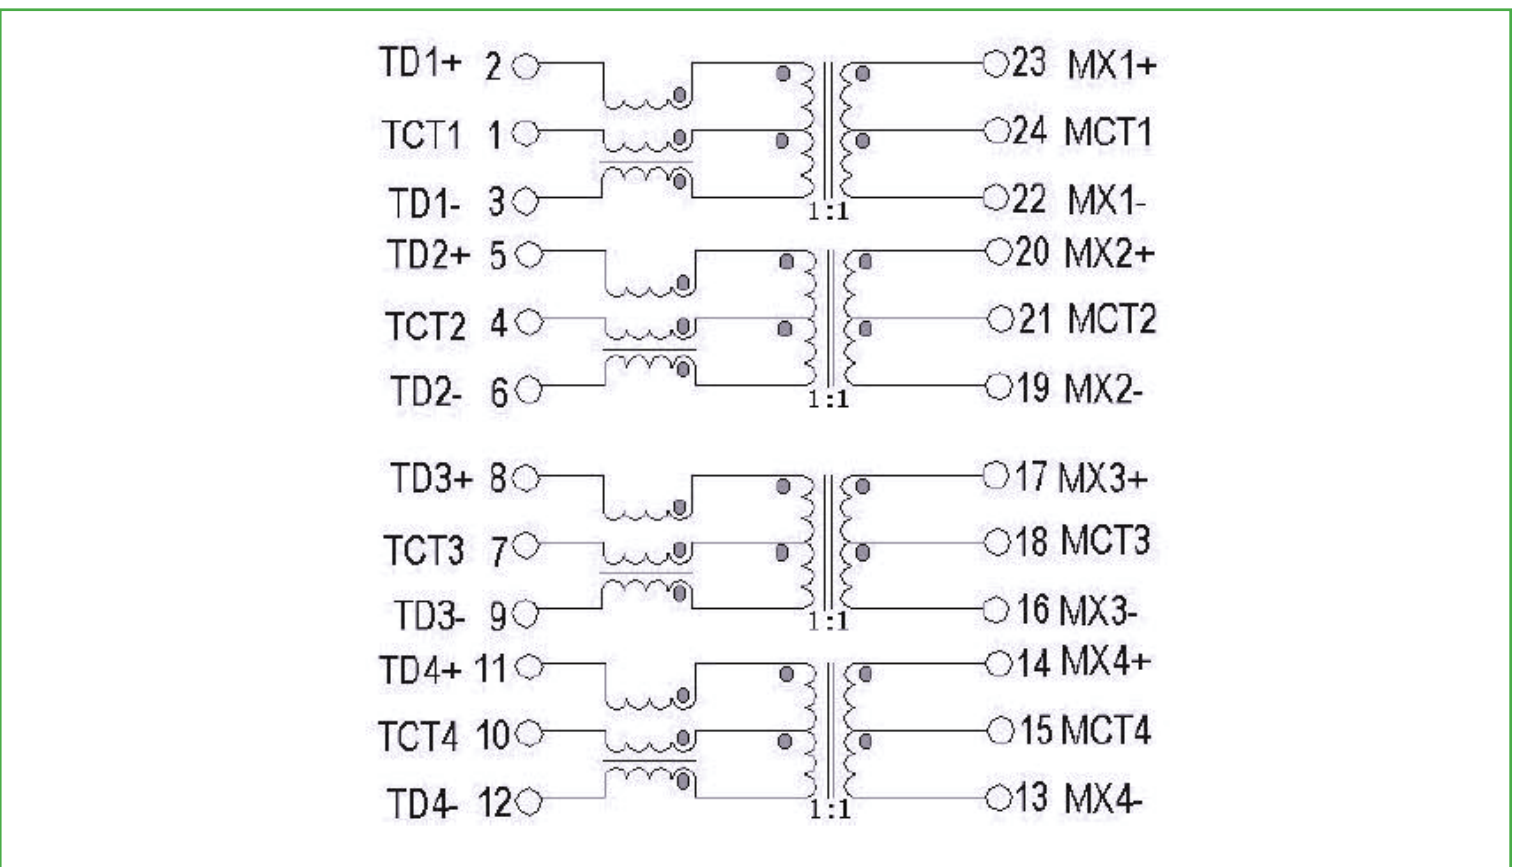 TD1+ 2 23 MX1+
TCT1 1 24 MCT1
TD1- 3 22 MX1-
1:1
TD2+ 5 20 MX2+
TCT2 4 21 MCT2
TD2- 6 19 MX2-
1:1
TD3+ 8 17 MX3+
TCT3 7 18 MCT3
TD3- 9 16 MX3-
1:1
TD4+ 11 14 MX4+
TCT4 10 15 MCT4
TD4- 12 13 MX4-
1:1